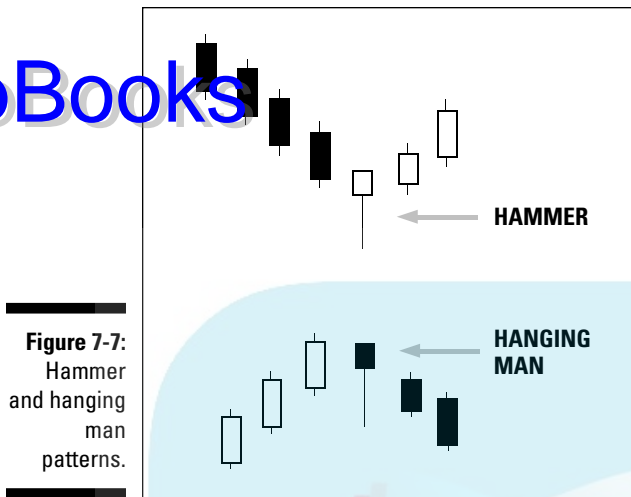 oBooks
HAMMER
HANGING
MAN
Figure 7-7:
Hammer
and hanging
man
patterns.